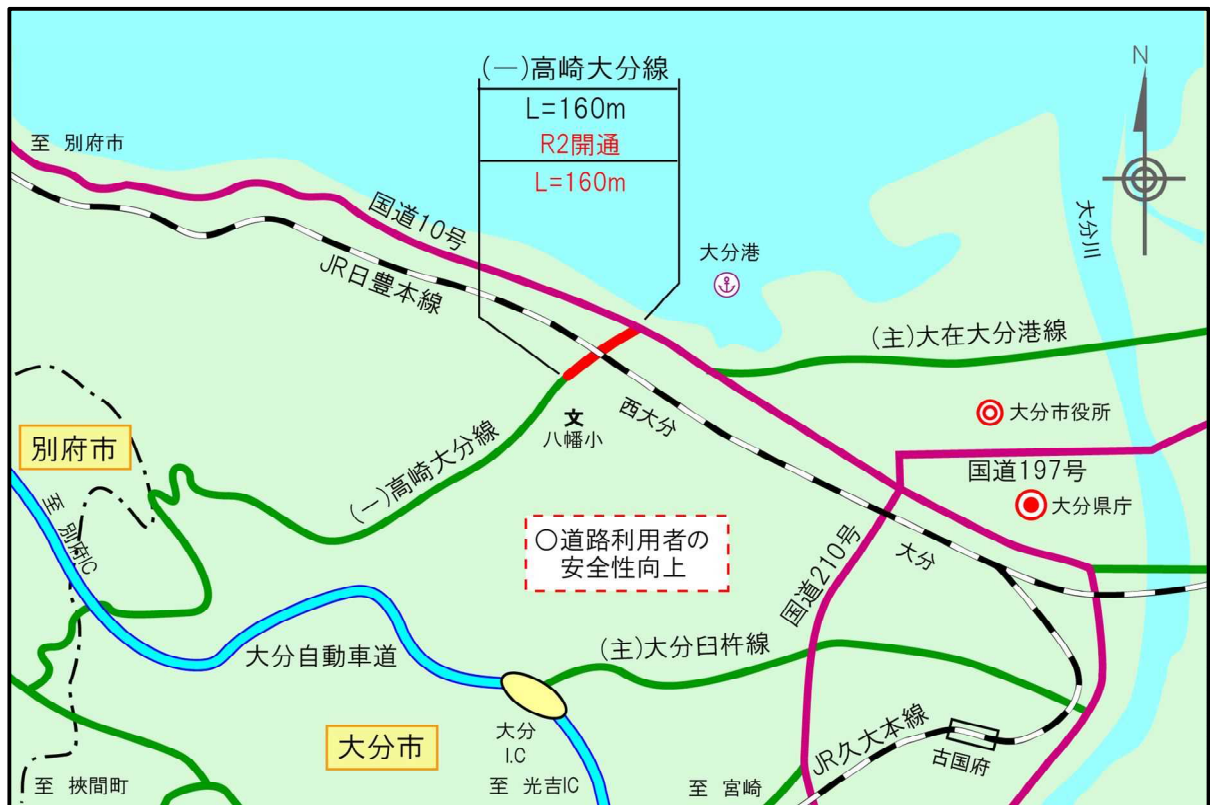 (一)高崎大分線
L=160m
R2開通
L=160m
N
至 別府市
国道10号
JR日豊本線
大分港
大分川
(主)大在大分港線
大分市役所
西大分
文
八幡小
別府市
(一)高崎大分線
国道197号
大分県庁
至 別府IC
〇道路利用者の
安全性向上
大分
国道210号
大分自動車道
(主)大分臼杵線
大分
I.C
大分市
JR久大本線
古国府
至 挾間町
至 光吉IC
至 宮崎